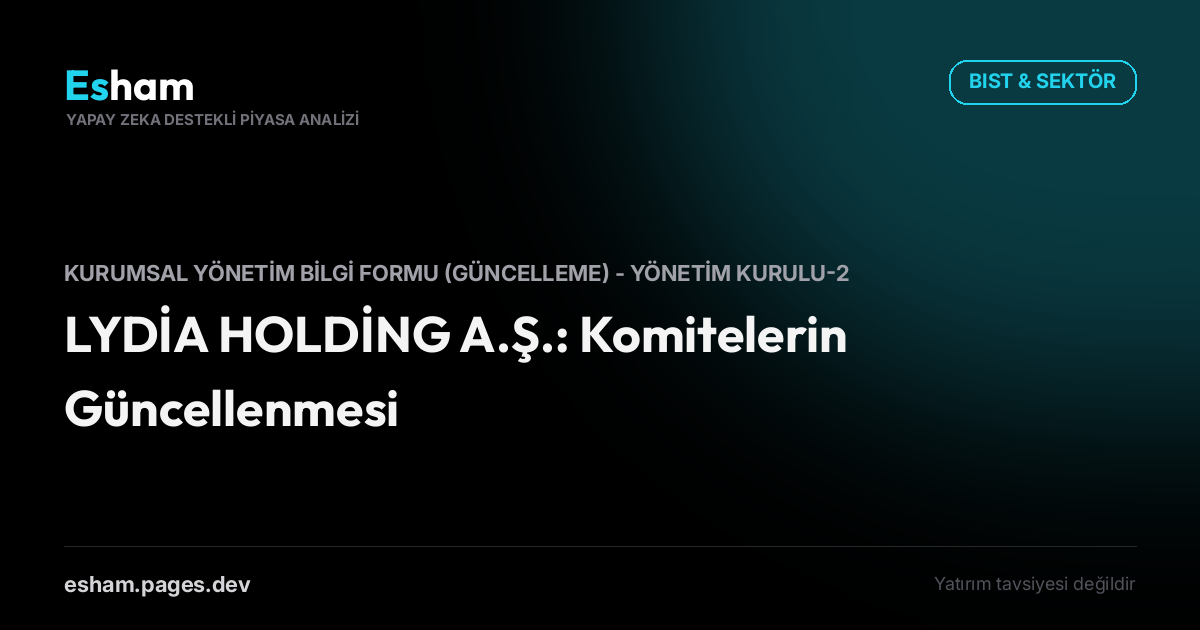 Esham
YAPAY ZEKA DESTEKLİ PİYASA ANALİZİ
BIST & SEKTÖR
KURUMSAL YÖNETİM BİLGİ FORMU (GÜNCELLEME) - YÖNETİM KURULU-2
LYDİA HOLDİNG A.Ş.: Komitelerin
Güncellenmesi
esham.pages.dev
Yatırım tavsiyesi değildir